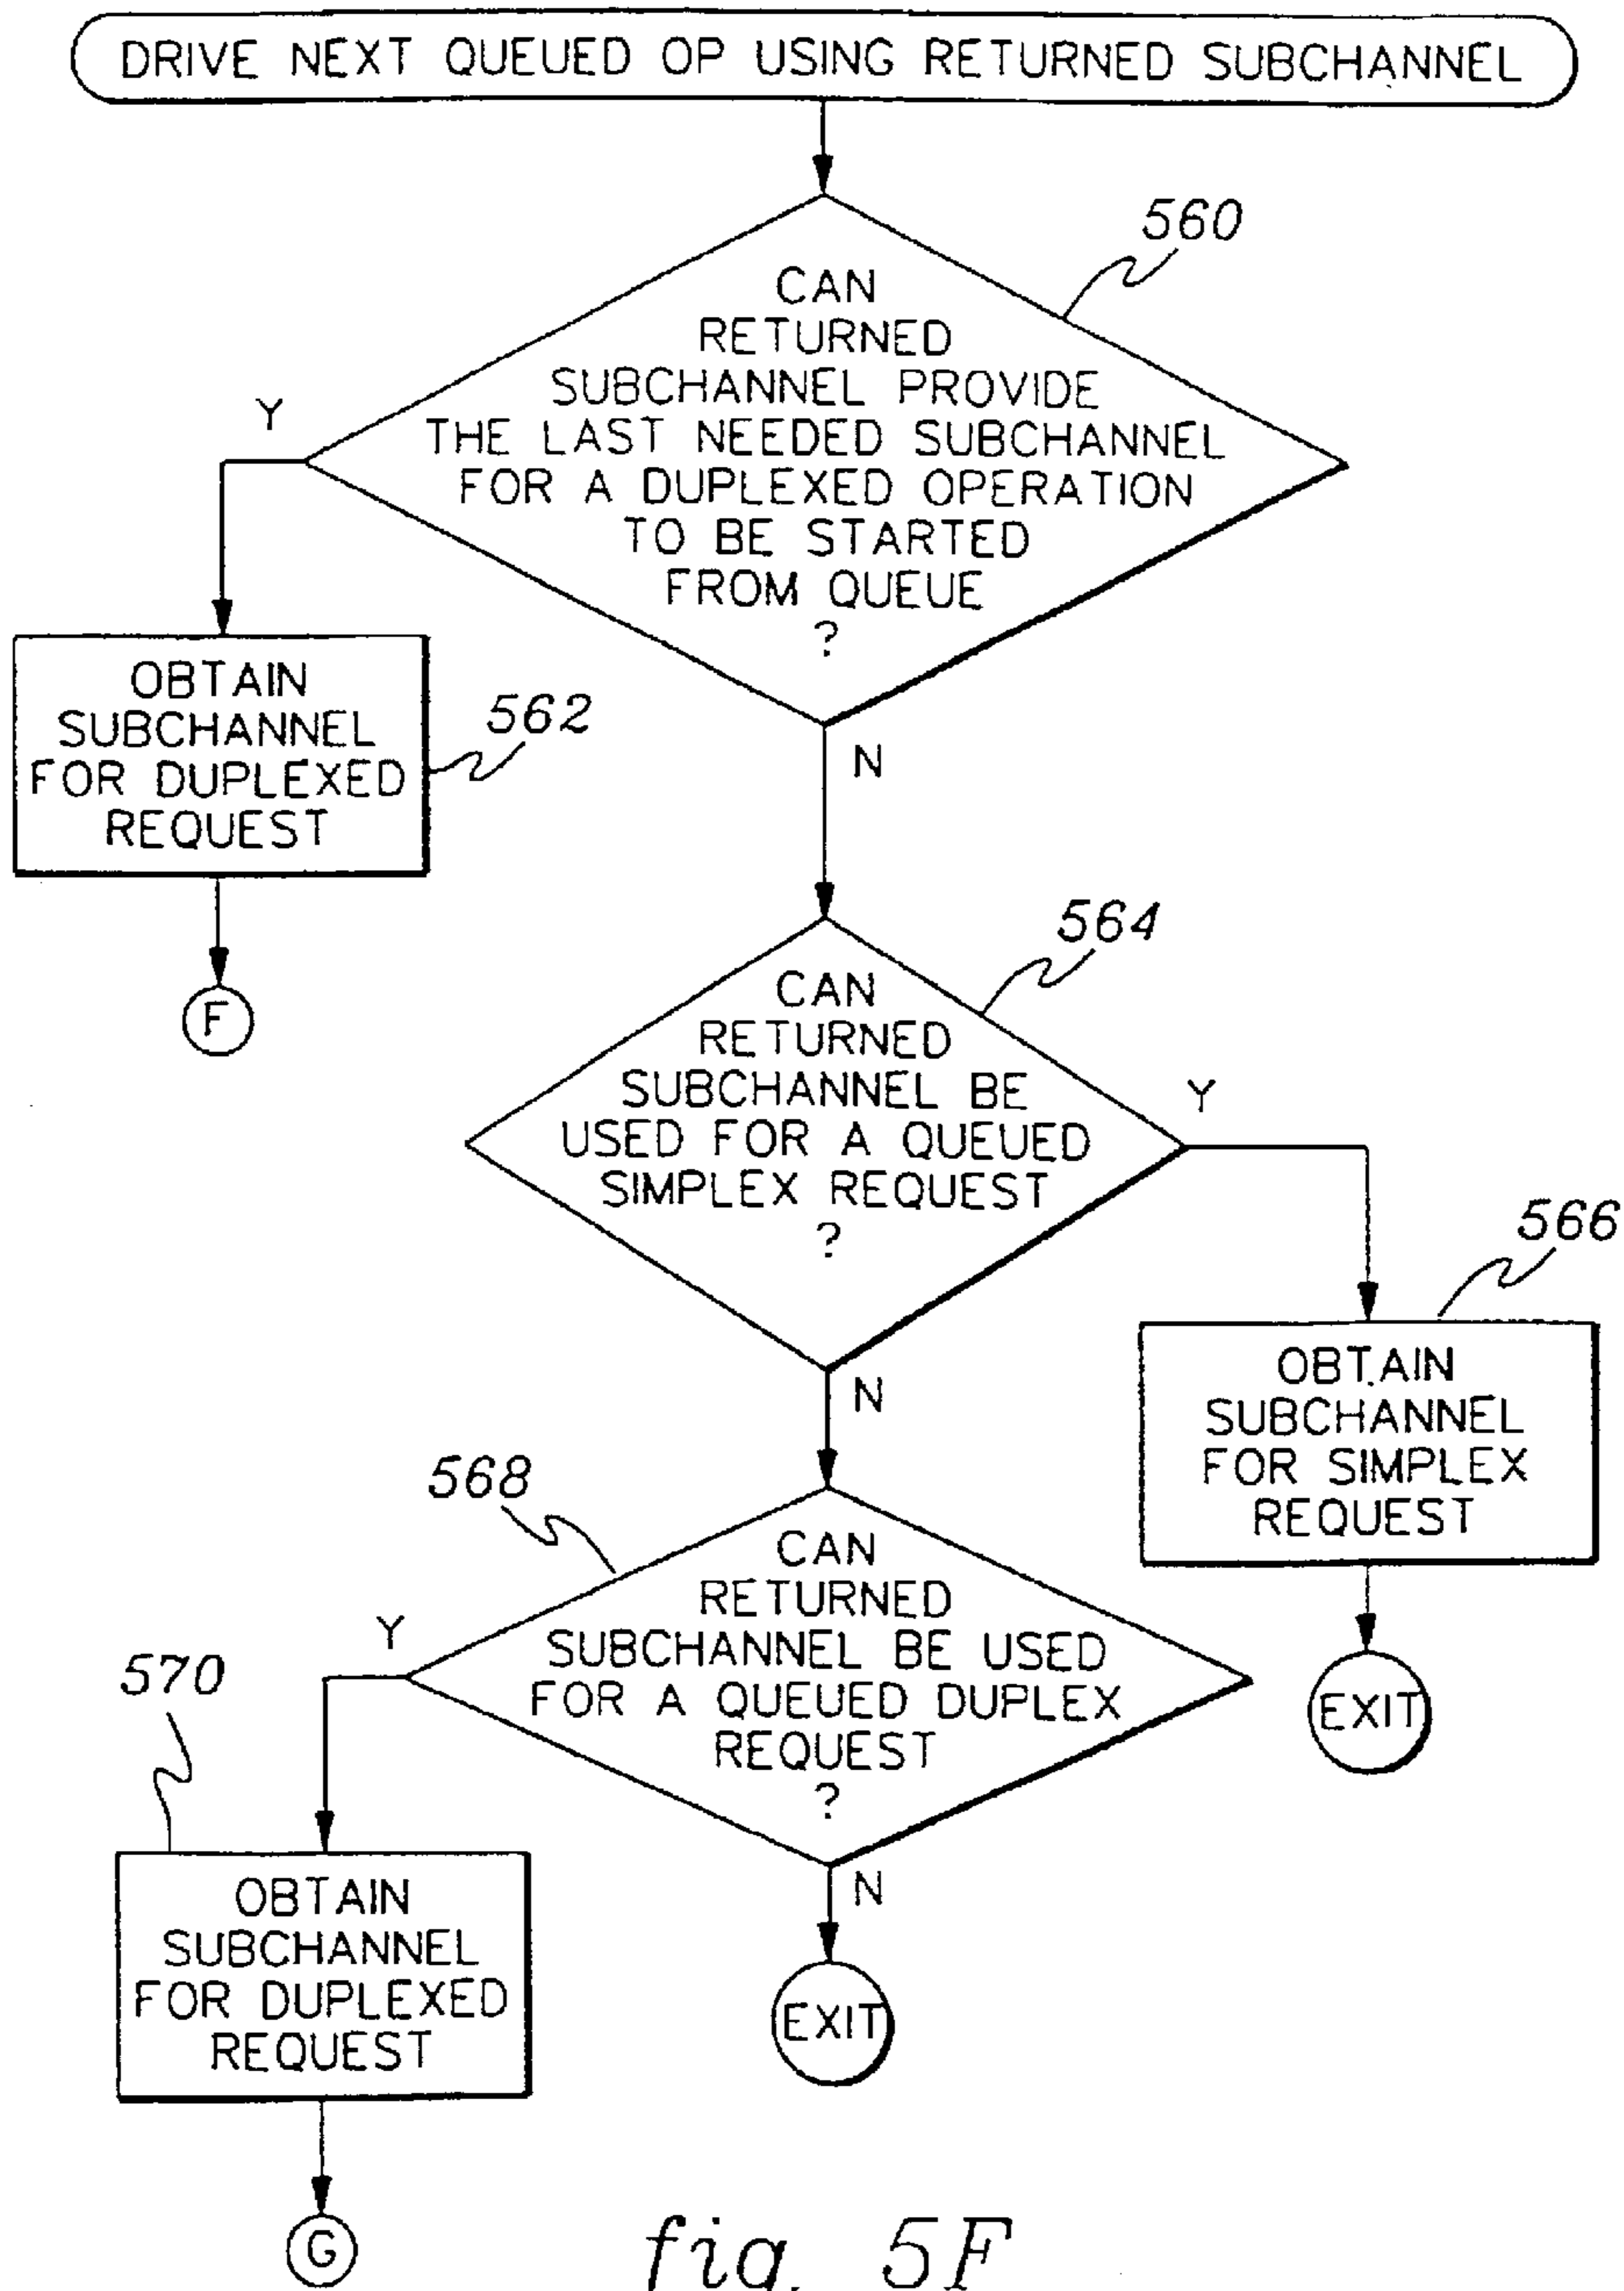 DRIVE NEXT QUEUED OP USING RETURNED SUBCHANNEL
560
CAN
RETURNED
SUBCHANNEL PROVIDE
THE LAST NEEDED SUBCHANNEL
FOR A DUPLEXED OPERATION
TO BE STARTED
FROM QUEUE
?
Y
N
OBTAIN
SUBCHANNEL
FOR DUPLEXED
REQUEST
562
F
564
CAN
RETURNED
SUBCHANNEL BE
USED FOR A QUEUED
SIMPLEX REQUEST
?
Y
N
566
OBTAIN
SUBCHANNEL
FOR SIMPLEX
REQUEST
EXIT
568
CAN
RETURNED
SUBCHANNEL BE USED
FOR A QUEUED DUPLEX
REQUEST
?
Y
N
570
OBTAIN
SUBCHANNEL
FOR DUPLEXED
REQUEST
EXIT
G
fig. 5F